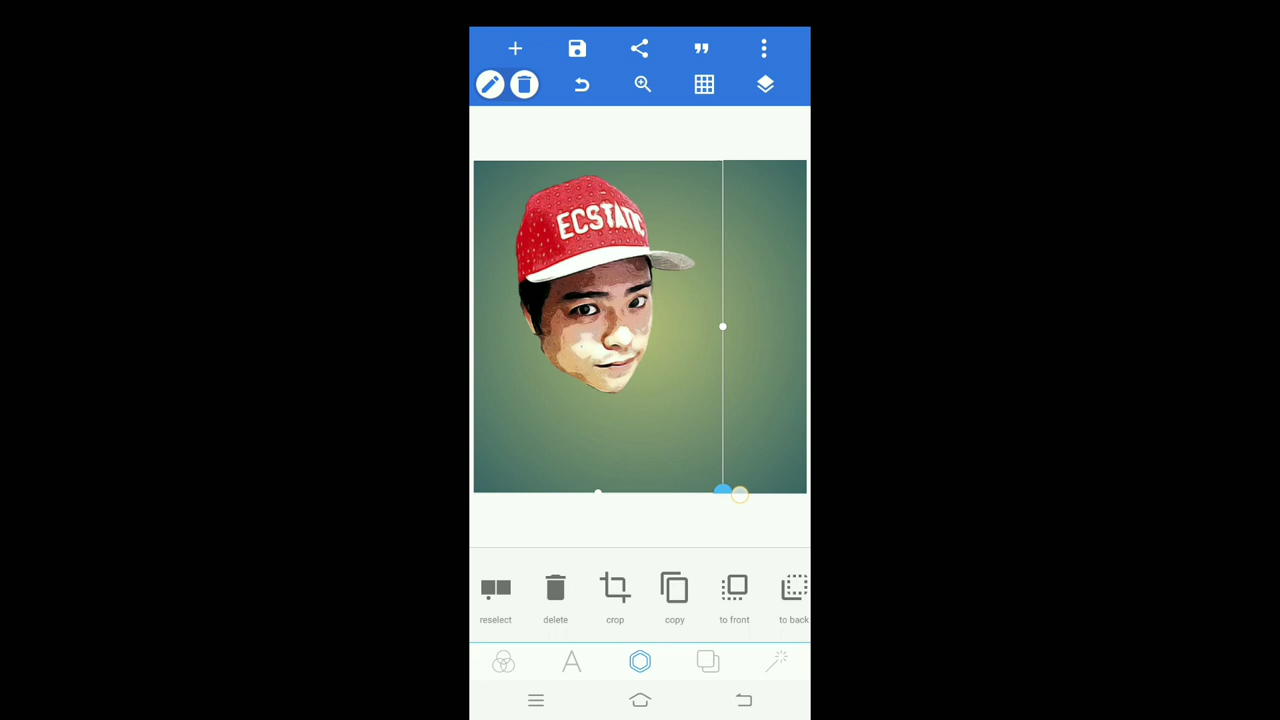 ECSTATIC
reselect
delete
crop
copy
to front
to back